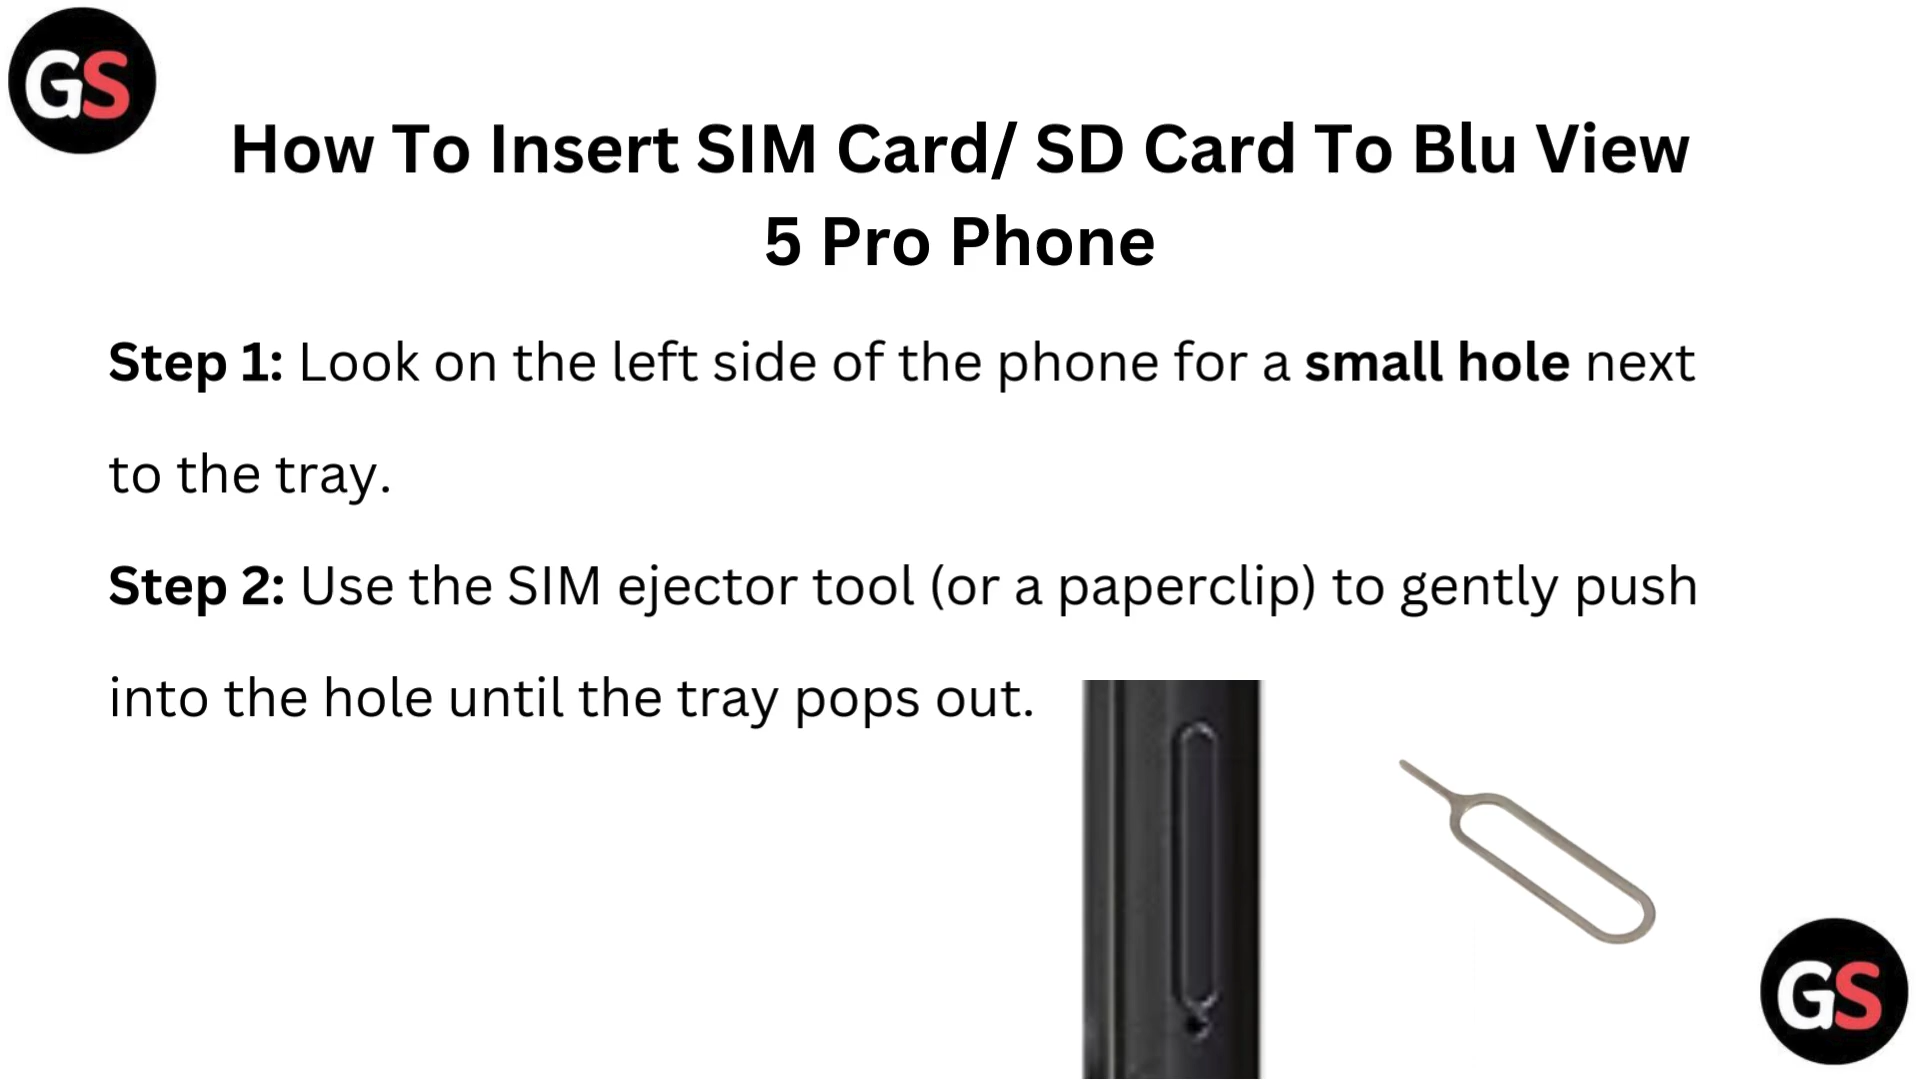 GS
How To Insert SIM Card/ SD Card To Blu View
5 Pro Phone
Step 1: Look on the left side of the phone for a small hole next
to the tray.
Step 2: Use the SIM ejector tool (or a paperclip) to gently push
into the hole until the tray pops out.
GS